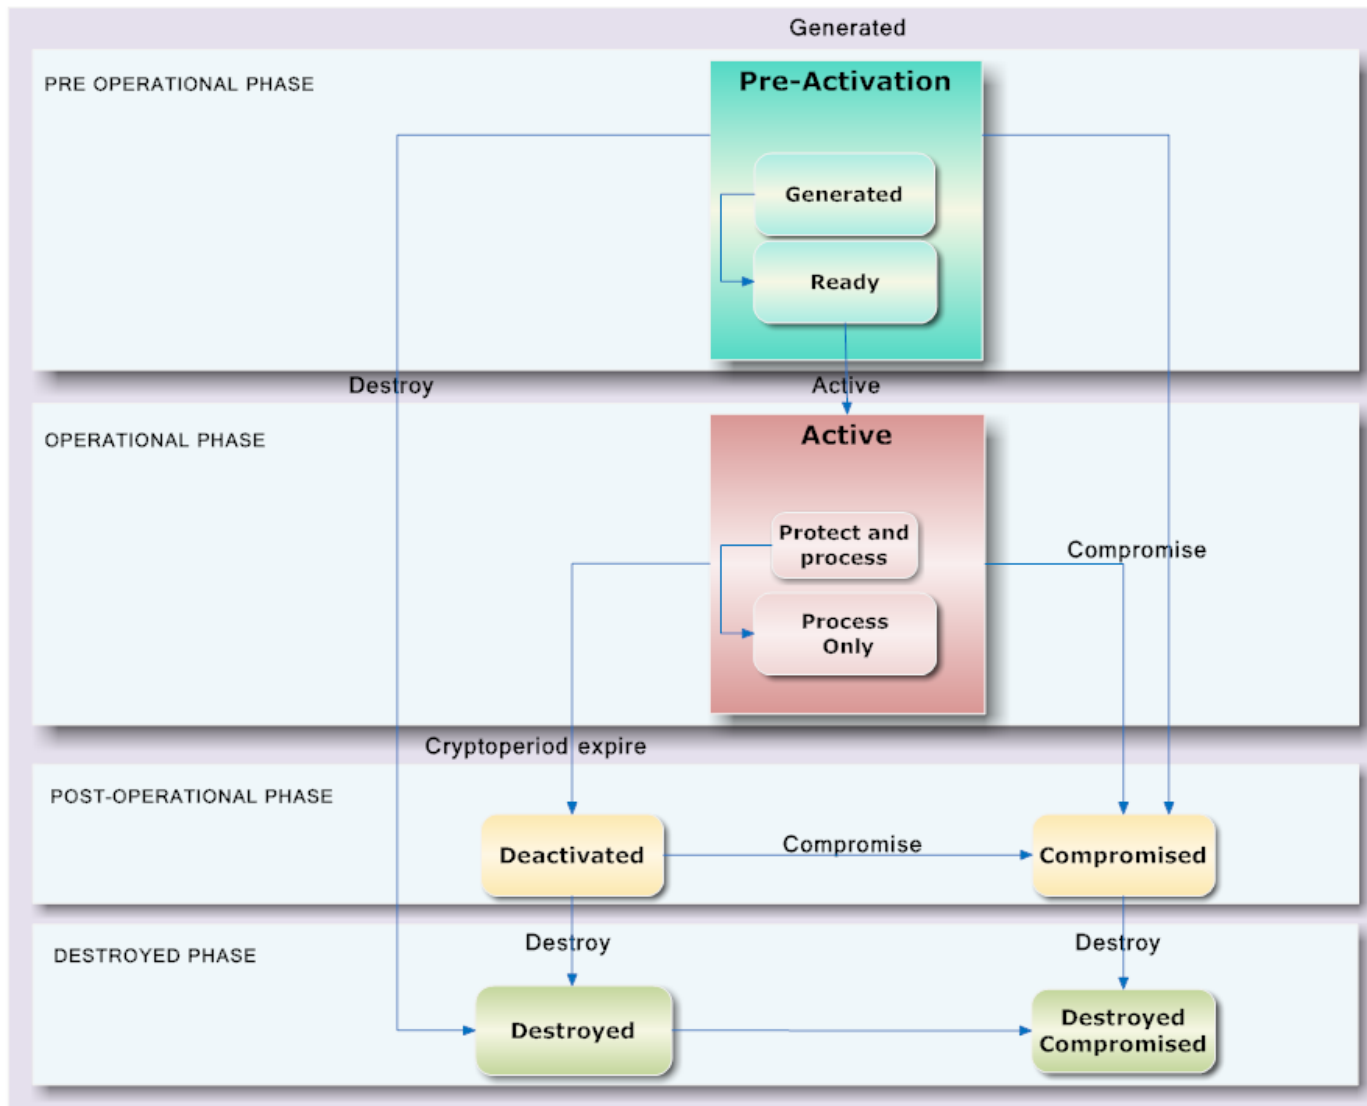 Generated
PRE OPERATIONAL PHASE
Pre-Activation
Generated
Ready
Destroy
Active
OPERATIONAL PHASE
Active
Protect and
process
Compromise
Process
Only
Cryptoperiod expire
POST-OPERATIONAL PHASE
Deactivated
Compromise
Compromised
DESTROYED PHASE
Destroy
Destroy
Destroyed
Destroyed
Compromised